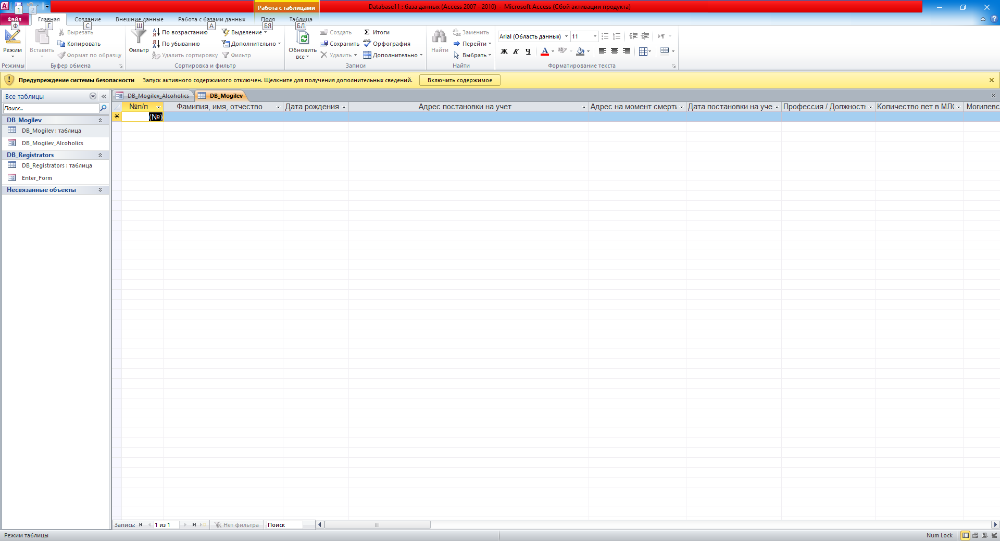 Работа с таблицами
Database11 : база данных (Access 2007 - 2010) - Microsoft Access (Сбой активации продукта)
1
2
Файл
Главная
Создание
Внешние данные
Работа с базами данных
Поля
Таблица
Ф
Г
С
Ш
А
БЯ
БЛ
Режим
Режимы
Вставить
Вырезать
Копировать
Формат по образцу
Буфер обмена
Фильтр
По возрастанию
По убыванию
Удалить сортировку
Выделение
Дополнительно
Фильтр
Сортировка и фильтр
Обновить все
Создать
Сохранить
Удалить
Σ Итоги
Орфография
Дополнительно
Записи
Найти
Заменить
Перейти
Выбрать
Найти
Arial (Область данных)
11
Ж К Ч
Форматирование текста
Предупреждение системы безопасности Запуск активного содержимого отключен. Щелкните для получения дополнительных сведений. Включить содержимое
Все таблицы
Поиск...
DB_Mogilev
DB_Mogilev : таблица
DB_Mogilev_Alcoholics
DB_Registrators
DB_Registrators : таблица
Enter_Form
Несвязанные объекты
DB_Mogilev_Alcoholics
DB_Mogilev
№п/п Фамилия, имя, отчество Дата рождения Адрес постановки на учет Адрес на момент смерти Дата постановки на уче Профессия / Должность Количество лет в МЛ Могилевс
(№)
Запись: 1 из 1 Нет фильтра Поиск
Режим таблицы
Num Lock